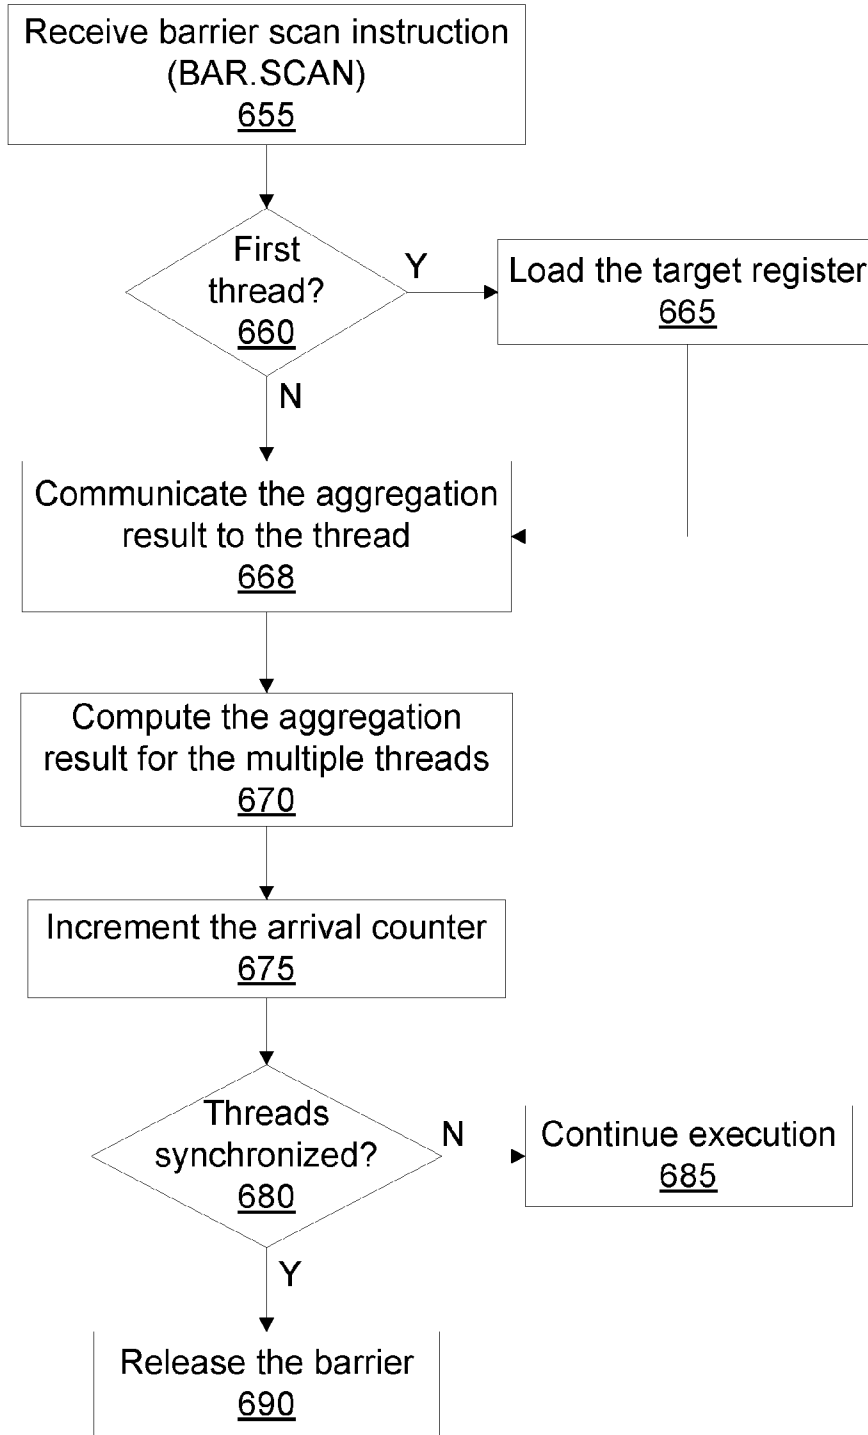 Receive barrier scan instruction
(BAR.SCAN)
655
First
thread?
660
Y
Load the target register
665
N
Communicate the aggregation
result to the thread
668
Compute the aggregation
result for the multiple threads
670
Increment the arrival counter
675
Threads
synchronized?
680
N
Continue execution
685
Y
Release the barrier
690